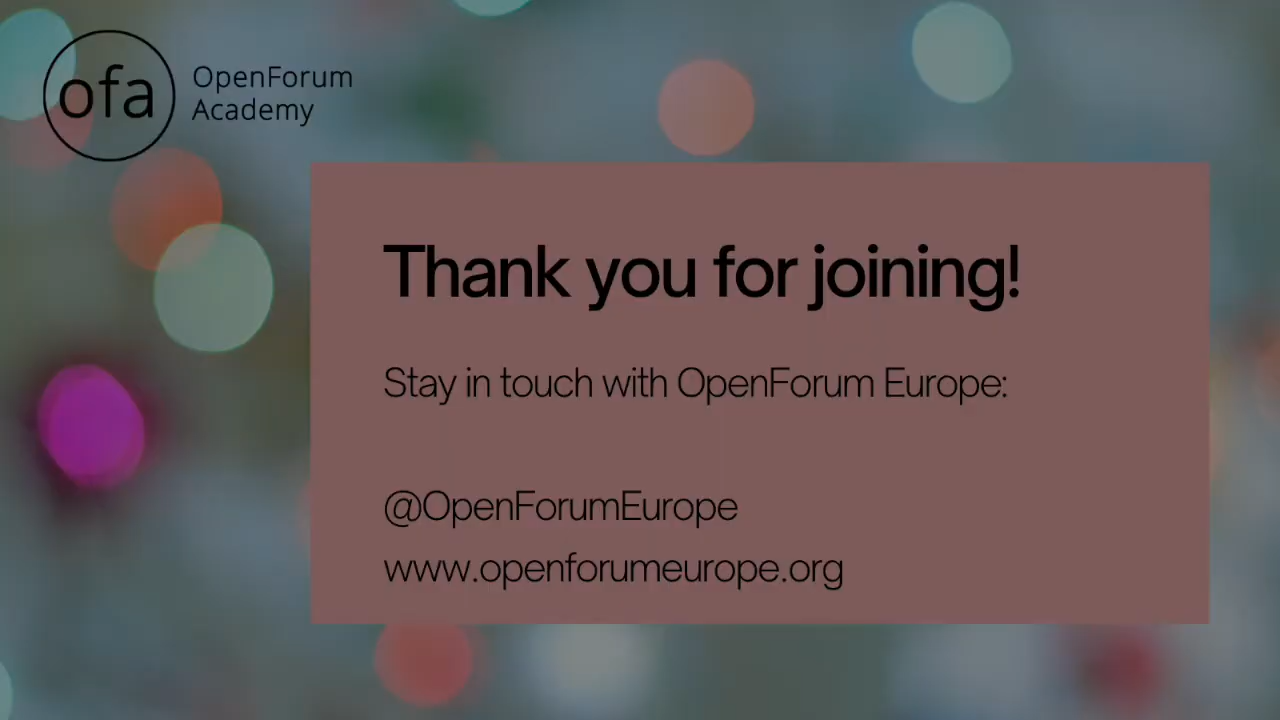 ofa
OpenForum
Academy
Thank you for joining!
Stay in touch with OpenForum Europe:
@OpenForumEurope
www.openforumeurope.org